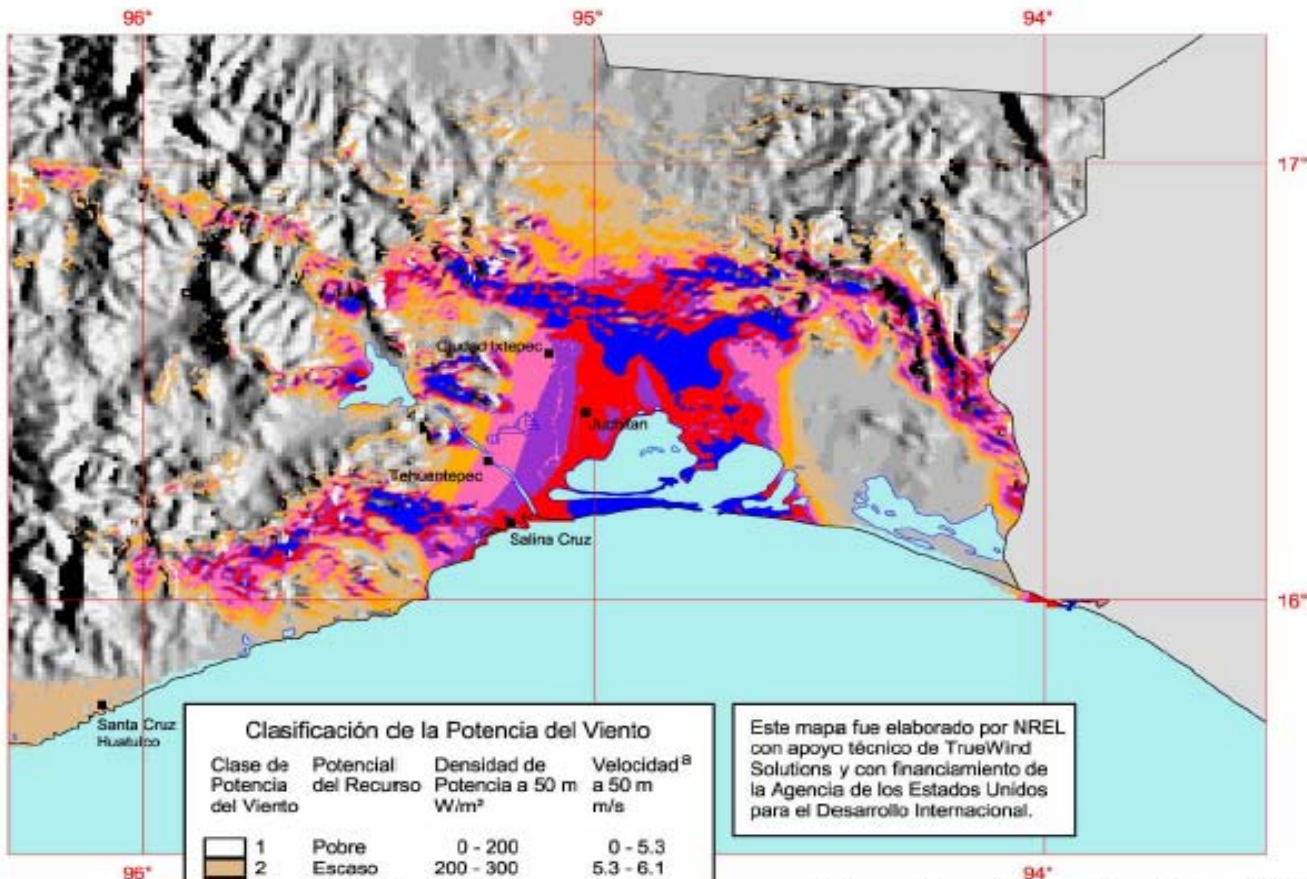 96°
95°
94°
17°
Ciudad Ixtepec
Juchitan
Tehuantepec
Salina Cruz
16°
Santa Cruz
Huatulco
Clasificación de la Potencia del Viento
Clase de Potencia del Viento
Potencial del Recurso
Densidad de Potencia a 50 m W/m²
Velocidad a a 50 m m/s
1 Pobre 0 - 200 0 - 5.3
2 Escaso 200 - 300 5.3 - 6.1
Este mapa fue elaborado por NREL
con apoyo técnico de TrueWind
Solutions y con financiamiento de
la Agencia de los Estados Unidos
para el Desarrollo Internacional.
96°
94°